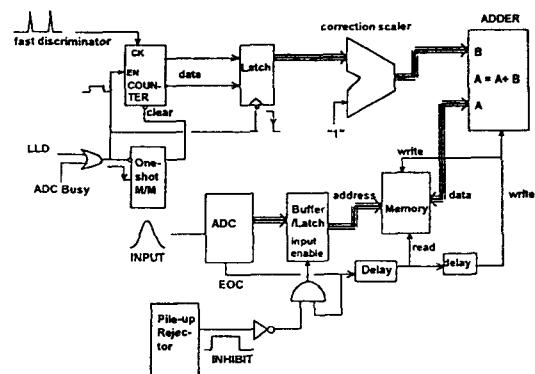 ADDER
correction scaler
fast discriminator
CK
EN
COUN-
TER
clear
data
Latch
B
A = A+ B
A
"1"
LLD
ADC Busy
One-
shot
M/M
write
address
data
write
Buffer
/Latch
input
enable
Memory
ADC
INPUT
read
EOC
Delay
delay
Pile-up
Rejec-
tor
INHIBIT